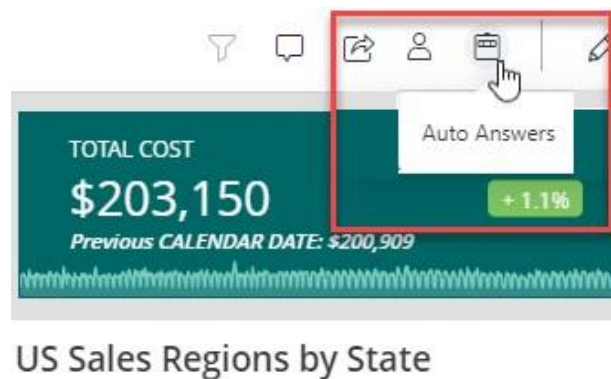 Auto Answers
TOTAL COST
$203,150
+ 1.1%
Previous CALENDAR DATE: $200,909
US Sales Regions by State